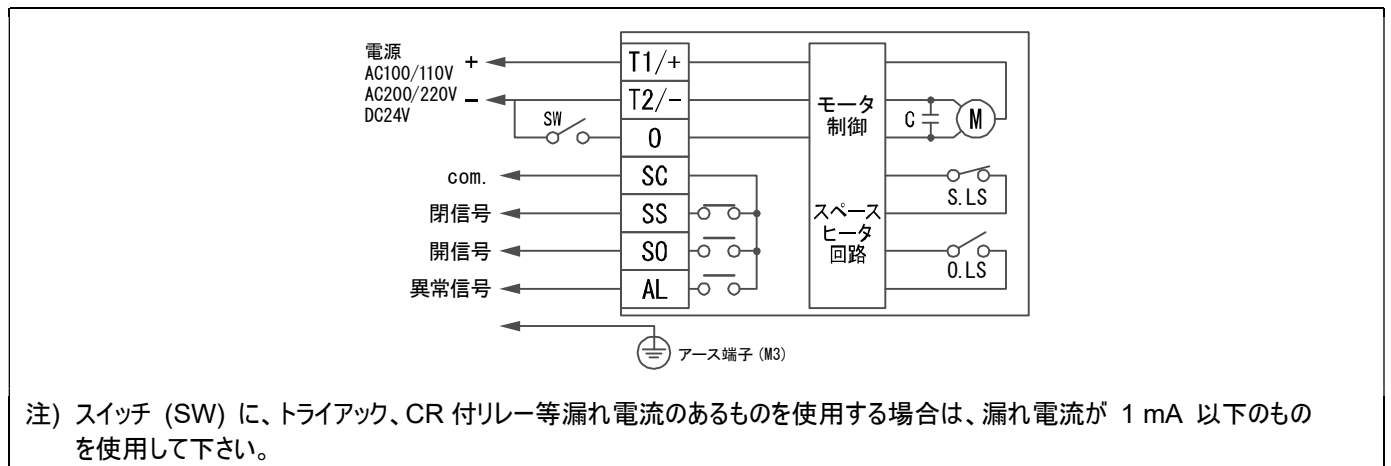 電源
AC100/110V
AC200/220V
DC24V
+
−
SW
com.
閉信号
開信号
異常信号
T1/+
T2/-
O
SC
SS
SO
AL
モータ
制御
スペース
ヒータ
回路
C
M
S.LS
O.LS
アース端子 (M3)
注) スイッチ (SW) に、トライアック、CR 付リレー等漏れ電流のあるものを使用する場合は、漏れ電流が 1 mA 以下のもの
を使用して下さい。